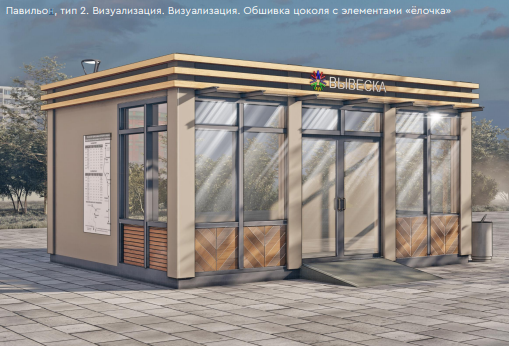 Павильон, тип 2. Визуализация. Визуализация. Обшивка цоколя с элементами «ёлочка»
ВЫВЕСКА